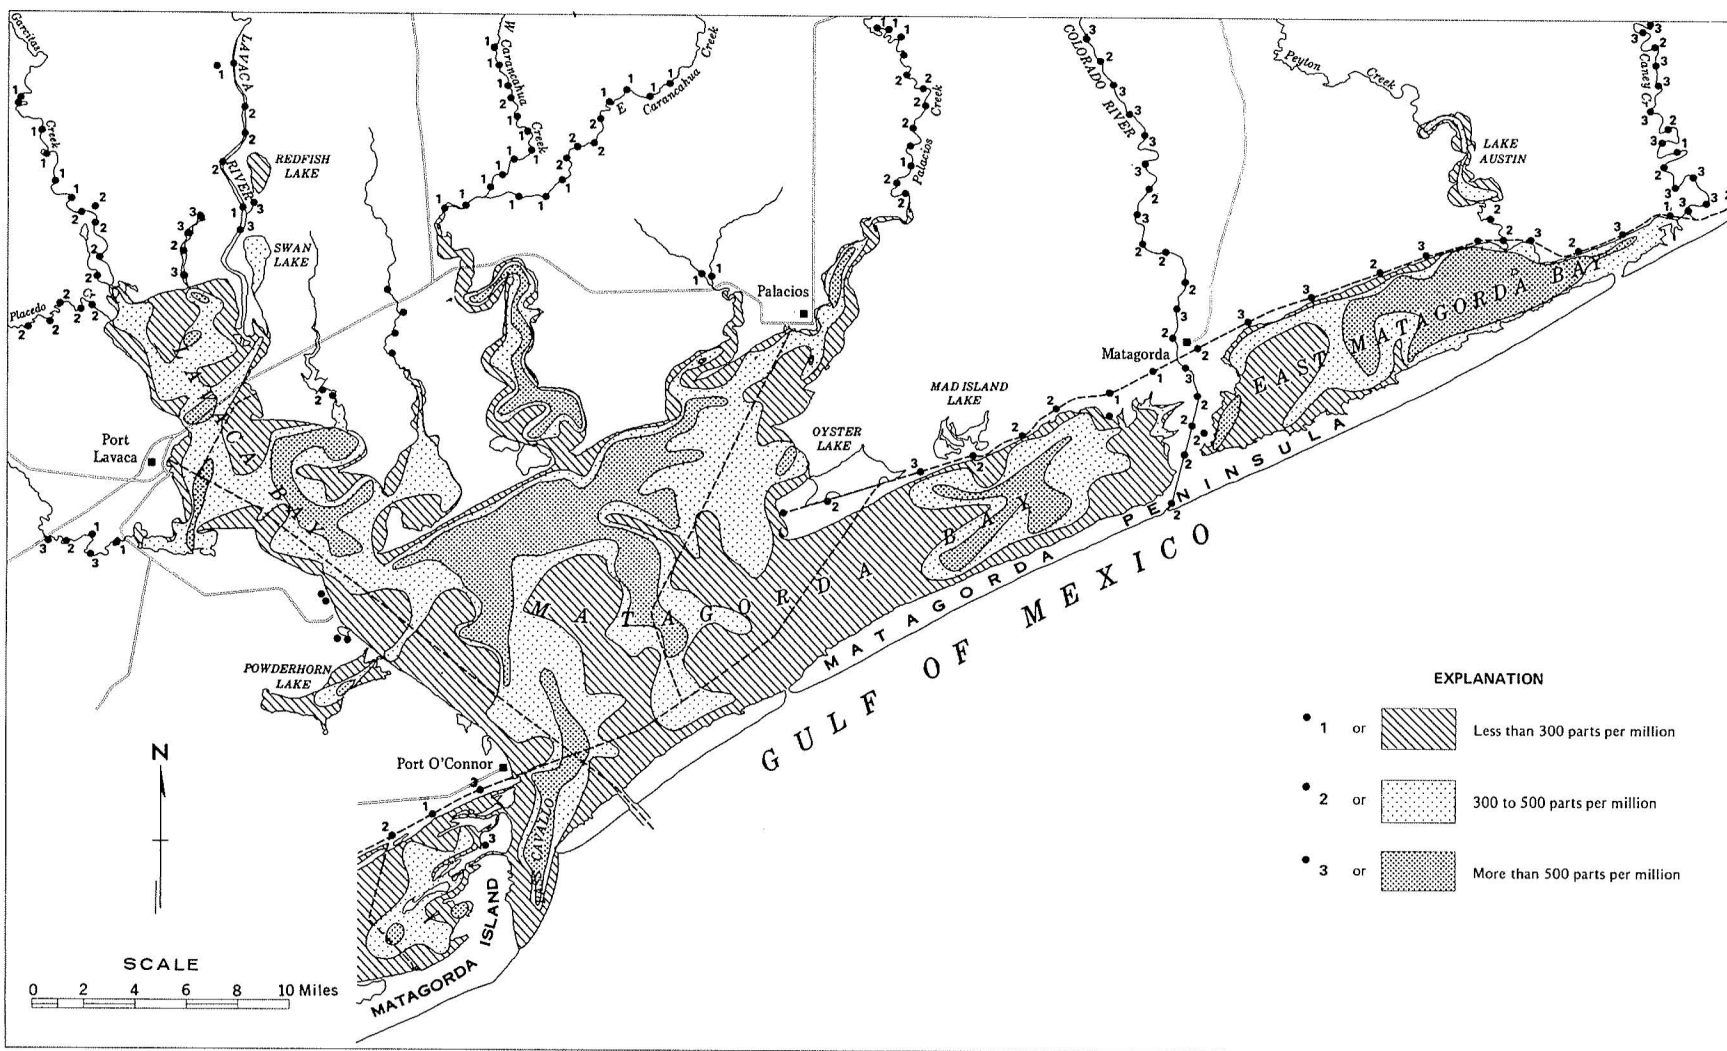 Garcitas
Creek
LAVACA
RIVER
REDFISH
LAKE
SWAN
LAKE
Placedo
Cr
W Carancahua
Creek
E Carancahua
Creek
Palacios
Creek
COLORADO
RIVER
Peyton
Creek
LAKE
AUSTIN
Caney Cr
Palacios
Matagorda
MAD ISLAND
LAKE
OYSTER
LAKE
EAST MATAGORDA BAY
Port
Lavaca
LAVACA
BAY
MATAGORDA
BAY
MATAGORDA PENINSULA
GULF OF MEXICO
POWDERHORN
LAKE
Port O'Connor
CAVALLO
MATAGORDA
ISLAND
N
SCALE
0 2 4 6 8 10 Miles
EXPLANATION
1 or Less than 300 parts per million
2 or 300 to 500 parts per million
3 or More than 500 parts per million